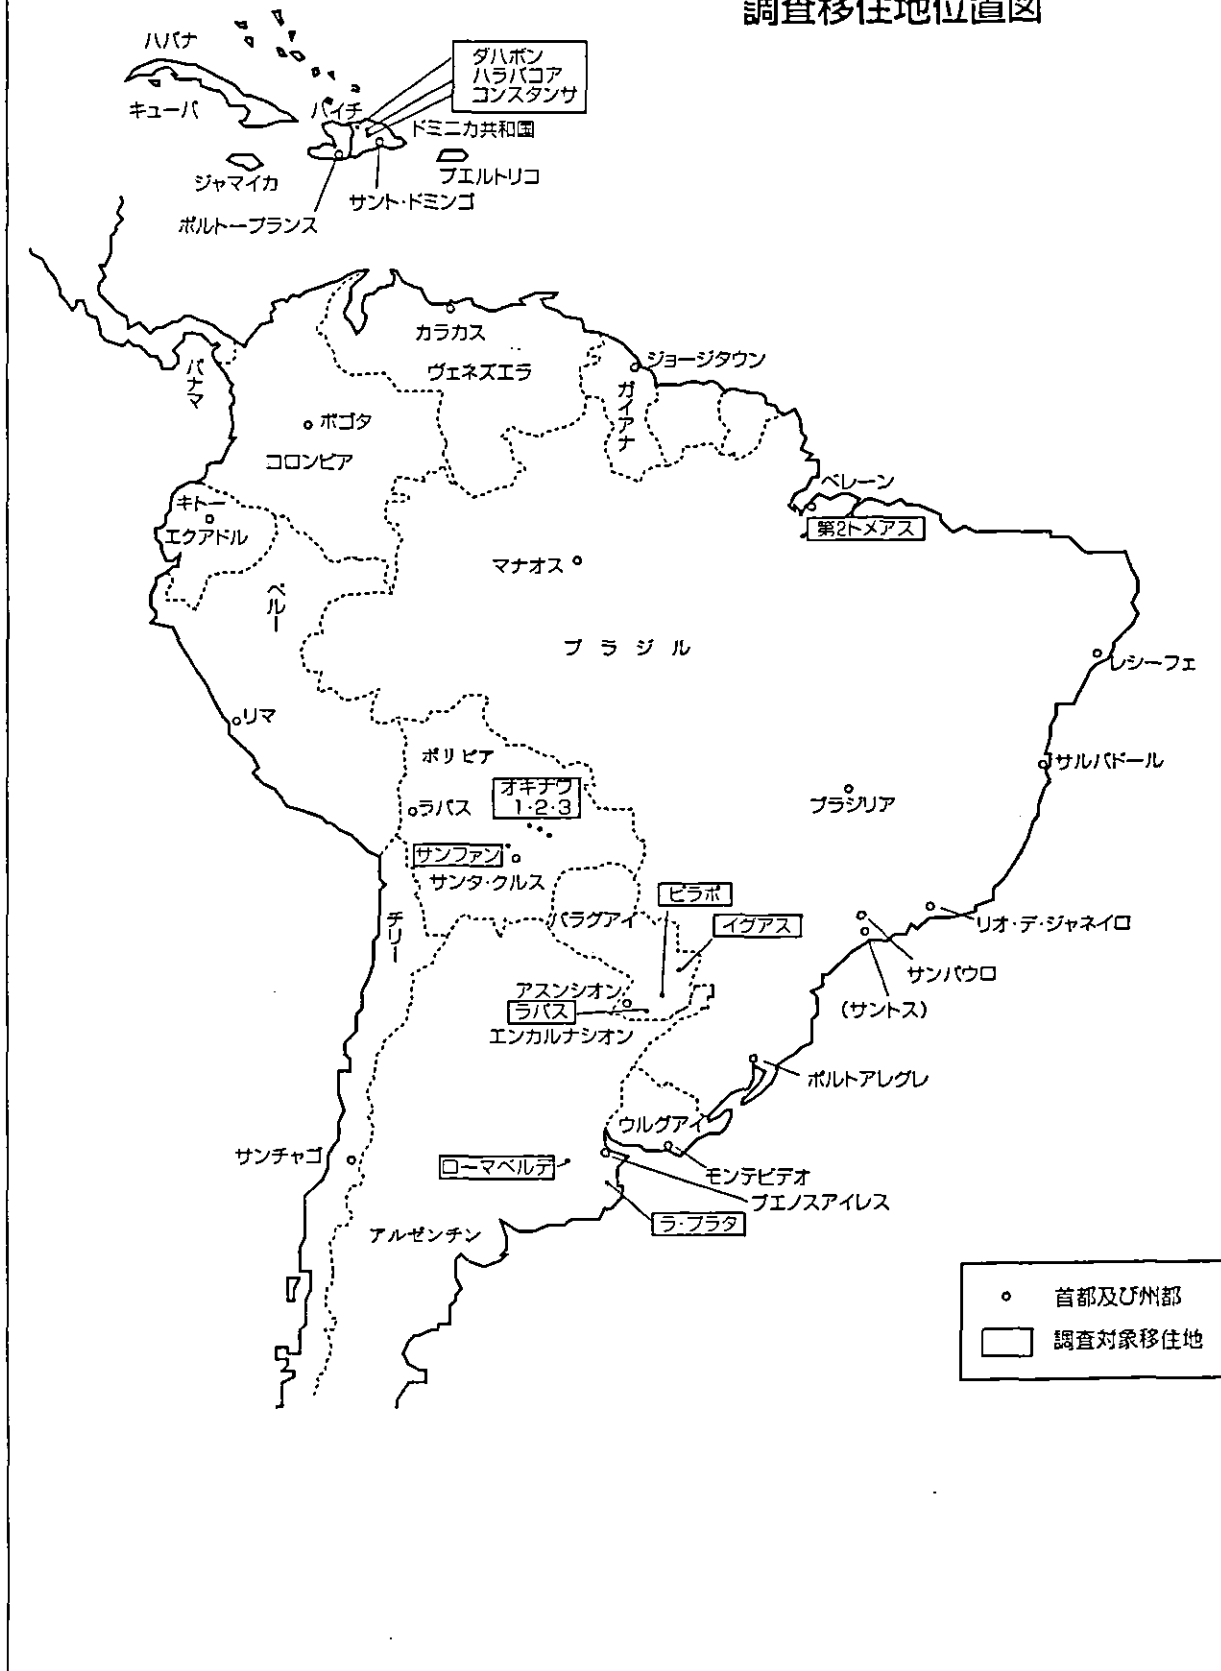 調査移住地位置図
ハバナ
ダハボン
ハラバコア
コンスタンサ
キューバ
ハイチ
ドミニカ共和国
ジャマイカ
プエルトリコ
サント・ドミンゴ
ポルトープランス
カラカス
ジョージタウン
パナマ
ヴェネズエラ
ガイアナ
ボゴタ
コロンビア
ベレーン
キトー
第2トメアス
エクアドル
マナオス
ペルー
ブラジル
レシーフェ
リマ
ボリビア
サルバドール
オキナワ
1・2・3
ラパス
ブラジリア
サンファン
サンタ・クルス
ピラポ
チリー
パラグアイ
イグアス
リオ・デ・ジャネイロ
サンパウロ
アスンシオン
(サントス)
ラパス
エンカルナシオン
ポルトアレグレ
ウルグアイ
サンチャゴ
ローマベルデ
モンテビデオ
ブエノスアイレス
ラ・プラタ
アルゼンチン
首都及び州都
調査対象移住地